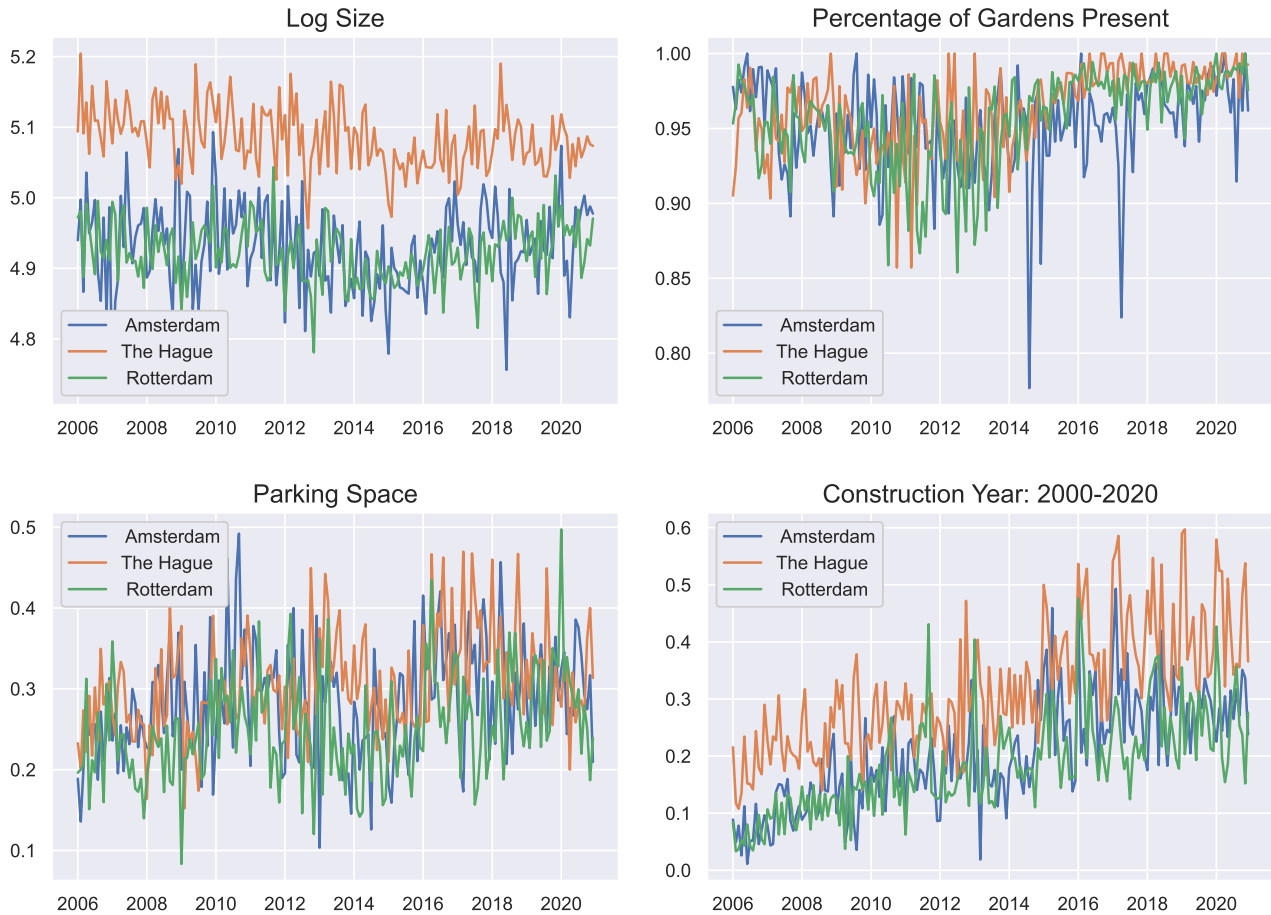 Log Size
5.2
5.1
5.0
4.9
4.8
Amsterdam
The Hague
Rotterdam
2006 2008 2010 2012 2014 2016 2018 2020
Percentage of Gardens Present
1.00
0.95
0.90
0.85
0.80
Amsterdam
The Hague
Rotterdam
2006 2008 2010 2012 2014 2016 2018 2020
Parking Space
0.5
0.4
0.3
0.2
0.1
Amsterdam
The Hague
Rotterdam
2006 2008 2010 2012 2014 2016 2018 2020
Construction Year: 2000-2020
0.6
0.5
0.4
0.3
0.2
0.1
0.0
Amsterdam
The Hague
Rotterdam
2006 2008 2010 2012 2014 2016 2018 2020